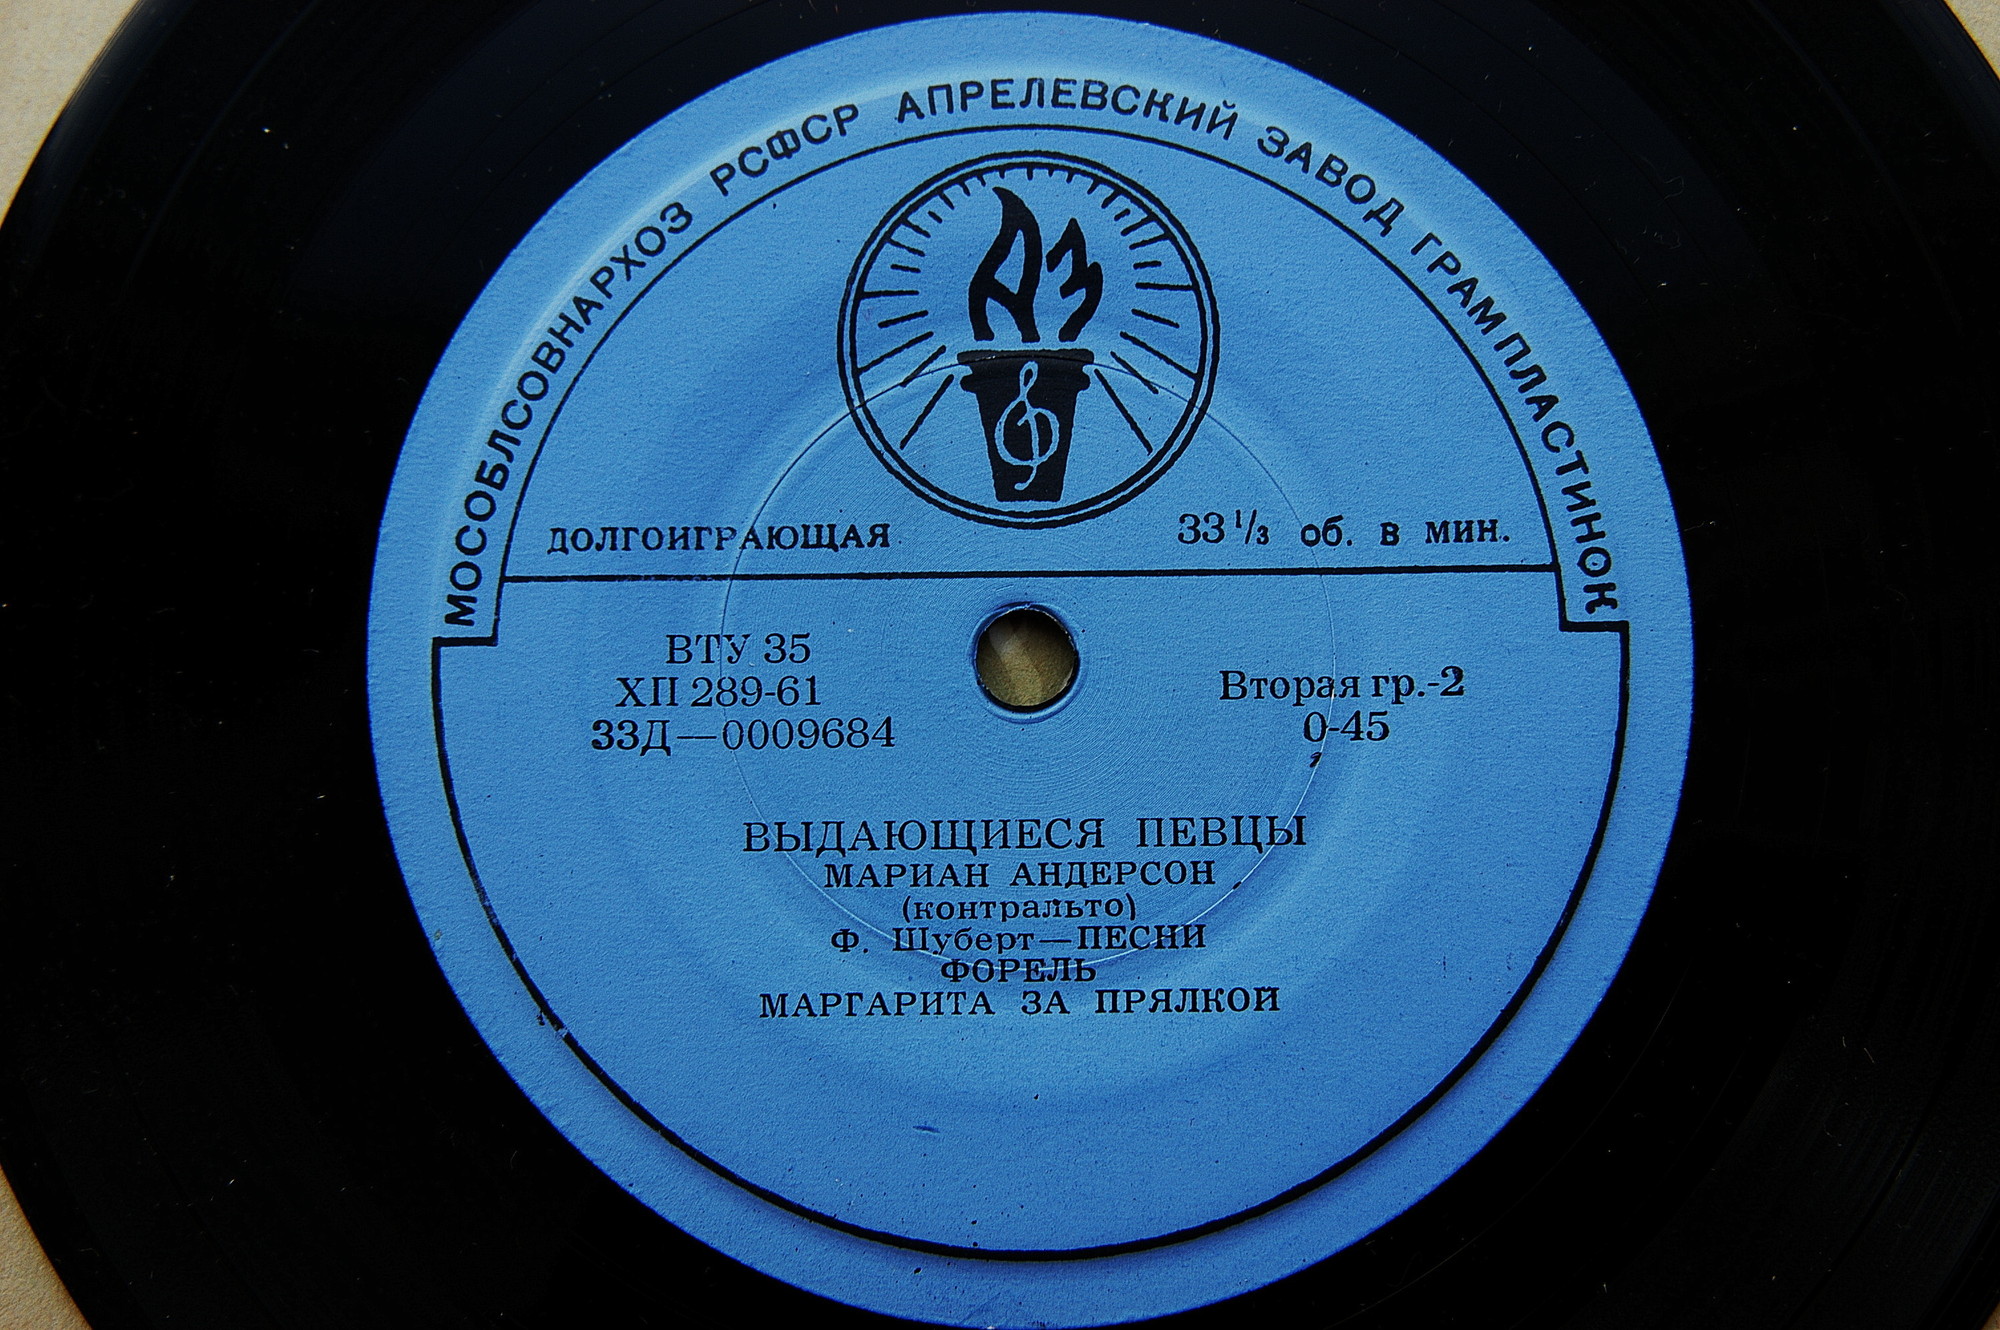 МОСОБЛСОВНАРХОЗ РСФСР АПРЕЛЕВСКИЙ ЗАВОД ГРАМПЛАСТИНОК
АЗ
ДОЛГОИГРАЮЩАЯ 33 1/3 об. в мин.
ВТУ 35
ХП 289-61
33Д—0009684
Вторая гр.-2
0-45
ВЫДАЮЩИЕСЯ ПЕВЦЫ
МАРИАН АНДЕРСОН
(контральто)
Ф. Шуберт—ПЕСНИ
ФОРЕЛЬ
МАРГАРИТА ЗА ПРЯЛКОЙ